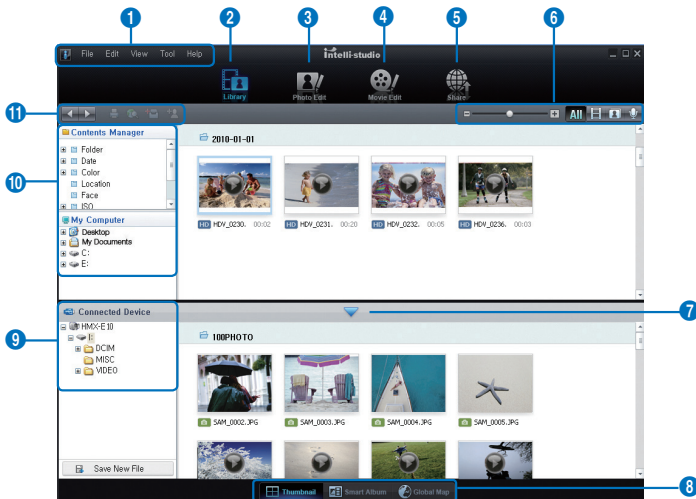 1
2
3
4
5
6
File Edit View Tool Help
Intelli-studio
Library
Photo Edit
Movie Edit
Share
11
All
Contents Manager
Folder
Date
Color
Location
Face
ISO
10
My Computer
Desktop
My Documents
C:
E:
2010-01-01
HD HDV_0230. 00:02
HD HDV_0231. 00:20
HD HDV_0232. 00:05
HD HDV_0236. 00:03
7
Connected Device
9
HMX-E10
I:
DCIM
MISC
VIDEO
100PHOTO
SAM_0002.JPG
SAM_0003.JPG
SAM_0004.JPG
SAM_0005.JPG
Save New File
Thumbnail
Smart Album
Global Map
8